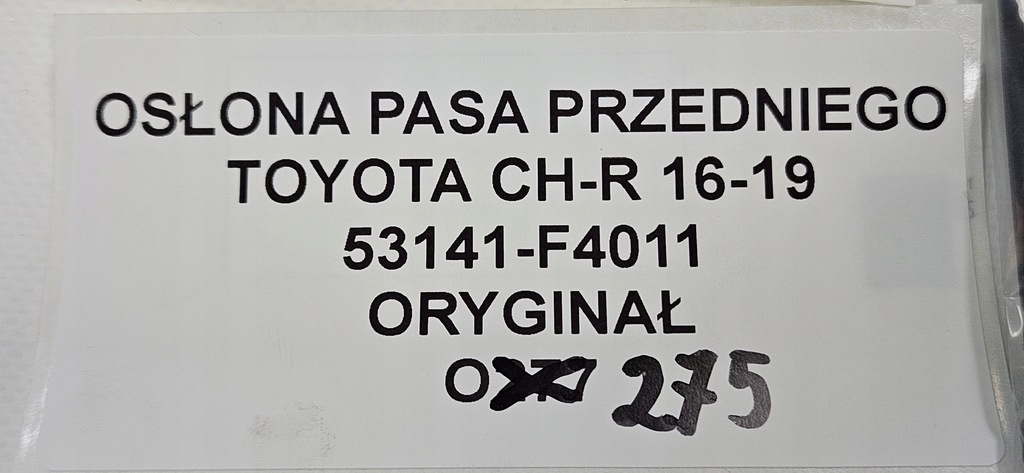 OSŁONA PASA PRZEDNIEGO
TOYOTA CH-R 16-19
53141-F4011
ORYGINAŁ
O 275